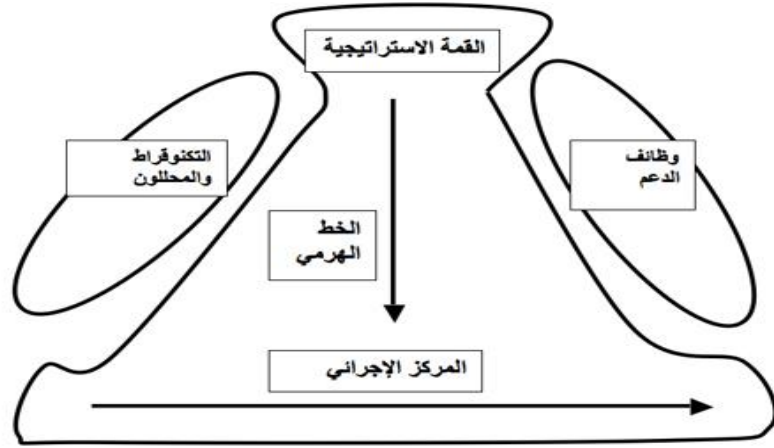 القمة الاستراتيجية
وظائف
الدعم
التكنوقراط
والمحللون
الخط
الهرمي
المركز الإجرائي